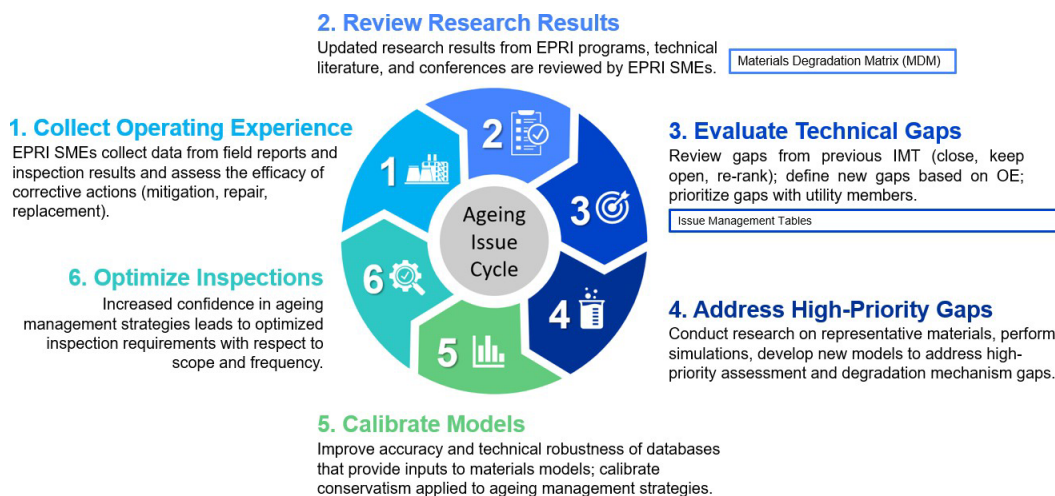 2. Review Research Results
Updated research results from EPRI programs, technical
literature, and conferences are reviewed by EPRI SMEs.
Materials Degradation Matrix (MDM)
1. Collect Operating Experience
EPRI SMEs collect data from field reports and
inspection results and assess the efficacy of
corrective actions (mitigation, repair,
replacement).
3. Evaluate Technical Gaps
Review gaps from previous IMT (close, keep
open, re-rank); define new gaps based on OE;
prioritize gaps with utility members.
Issue Management Tables
1
2
3
4
5
6
Ageing
Issue
Cycle
6. Optimize Inspections
Increased confidence in ageing
management strategies leads to optimized
inspection requirements with respect to
scope and frequency.
4. Address High-Priority Gaps
Conduct research on representative materials, perform
simulations, develop new models to address high-
priority assessment and degradation mechanism gaps.
5. Calibrate Models
Improve accuracy and technical robustness of databases
that provide inputs to materials models; calibrate
conservatism applied to ageing management strategies.